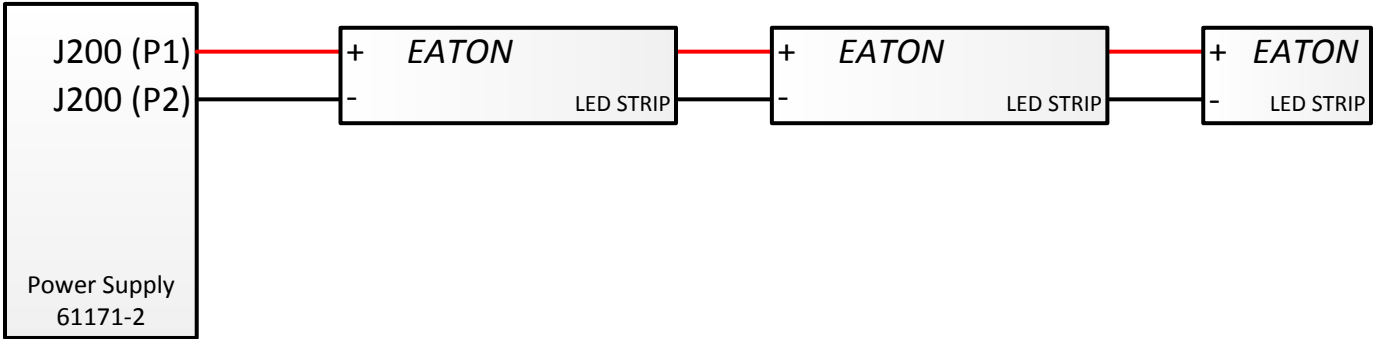 J200 (P1)
J200 (P2)
Power Supply
61171-2
+ EATON
- LED STRIP
+ EATON
- LED STRIP
+ EATON
- LED STRIP